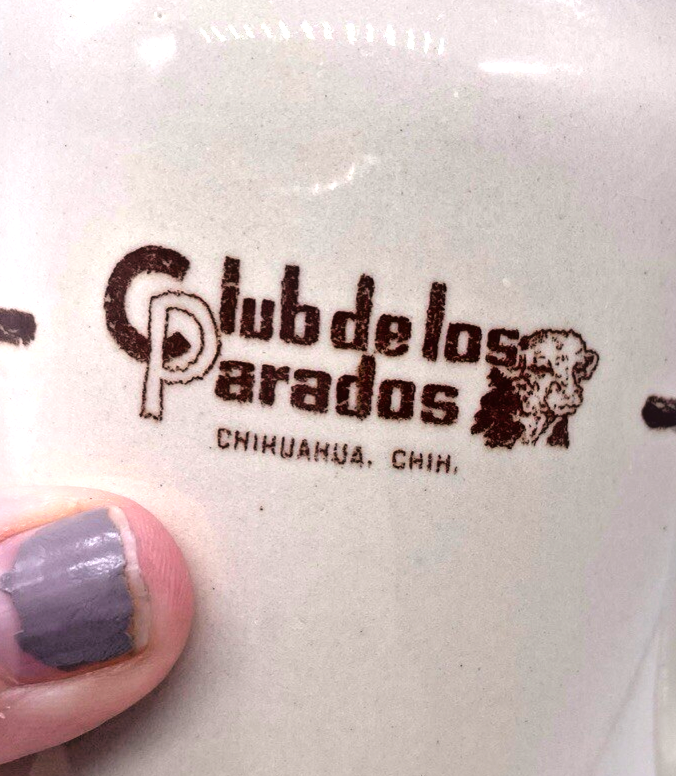 Club de los
Parados
CHIHUAHUA, CHIH.